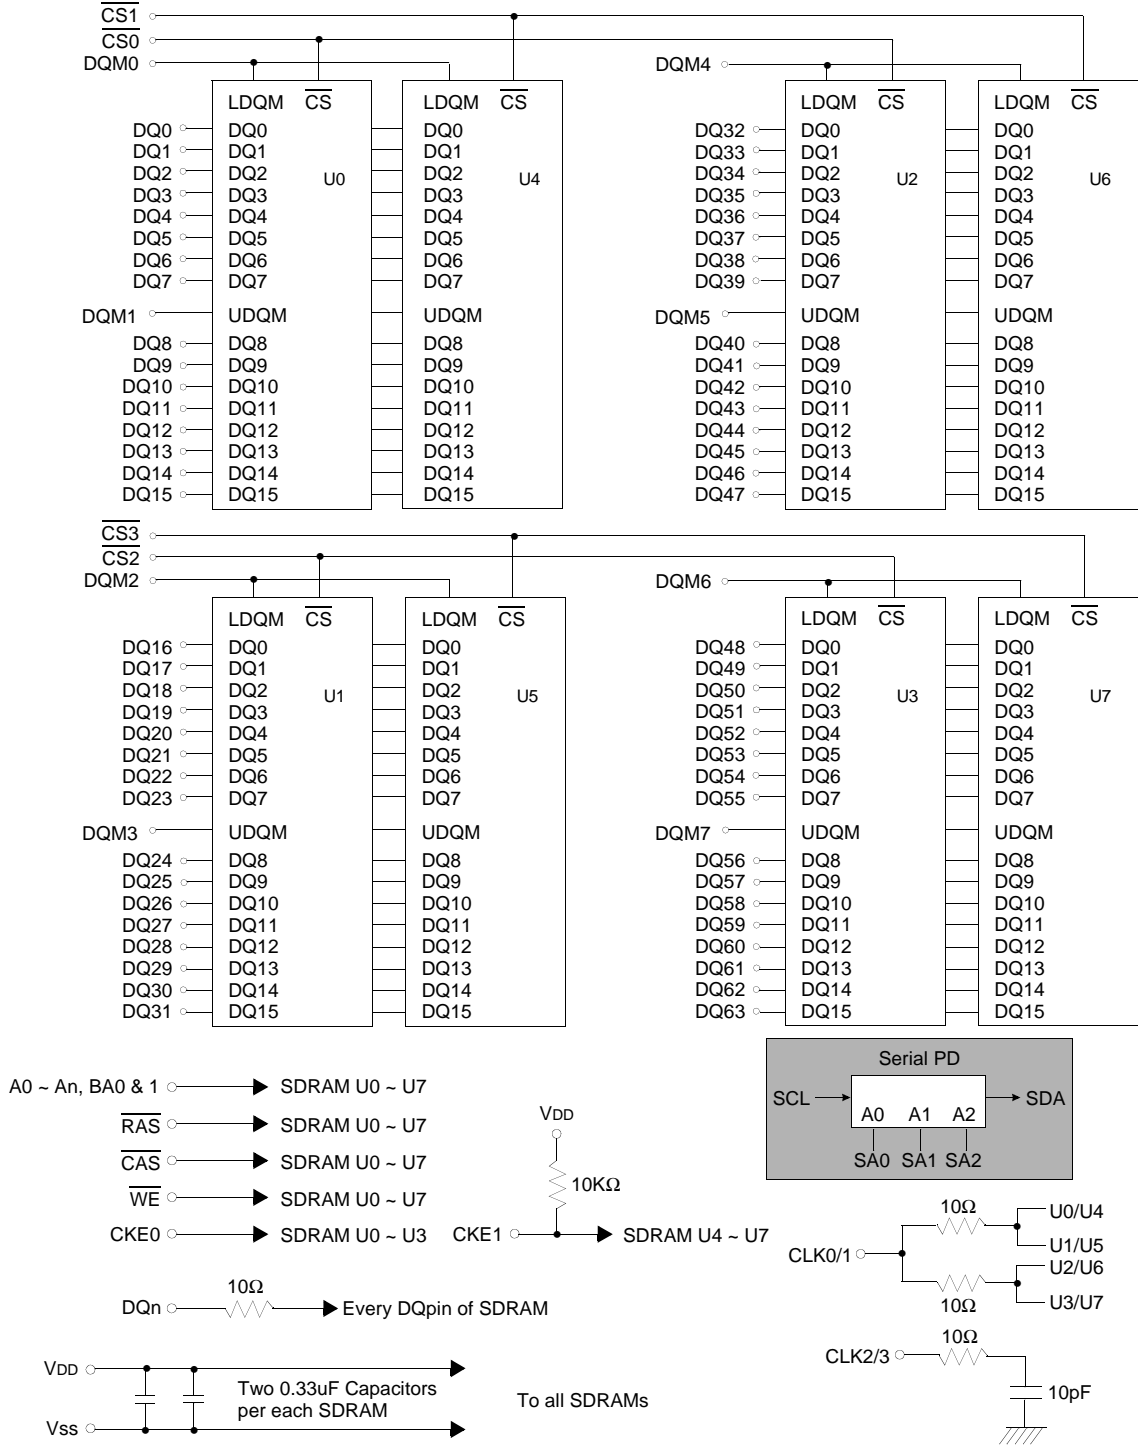 CS1
CS0
DQM0
DQM4
LDQM CS
LDQM CS
LDQM CS
LDQM CS
DQ0 DQ0 DQ0 DQ32 DQ0 DQ0
DQ1 DQ1 DQ1 DQ33 DQ1 DQ1
DQ2 DQ2 U0 DQ2 U4 DQ34 DQ2 U2 DQ2 U6
DQ3 DQ3 DQ3 DQ35 DQ3 DQ3
DQ4 DQ4 DQ4 DQ36 DQ4 DQ4
DQ5 DQ5 DQ5 DQ37 DQ5 DQ5
DQ6 DQ6 DQ6 DQ38 DQ6 DQ6
DQ7 DQ7 DQ7 DQ39 DQ7 DQ7
DQM1 UDQM UDQM DQM5 UDQM UDQM
DQ8 DQ8 DQ8 DQ40 DQ8 DQ8
DQ9 DQ9 DQ9 DQ41 DQ9 DQ9
DQ10 DQ10 DQ10 DQ42 DQ10 DQ10
DQ11 DQ11 DQ11 DQ43 DQ11 DQ11
DQ12 DQ12 DQ12 DQ44 DQ12 DQ12
DQ13 DQ13 DQ13 DQ45 DQ13 DQ13
DQ14 DQ14 DQ14 DQ46 DQ14 DQ14
DQ15 DQ15 DQ15 DQ47 DQ15 DQ15
CS3
CS2
DQM2
DQM6
LDQM CS
LDQM CS
LDQM CS
LDQM CS
DQ16 DQ0 DQ0 DQ48 DQ0 DQ0
DQ17 DQ1 DQ1 DQ49 DQ1 DQ1
DQ18 DQ2 U1 DQ2 U5 DQ50 DQ2 U3 DQ2 U7
DQ19 DQ3 DQ3 DQ51 DQ3 DQ3
DQ20 DQ4 DQ4 DQ52 DQ4 DQ4
DQ21 DQ5 DQ5 DQ53 DQ5 DQ5
DQ22 DQ6 DQ6 DQ54 DQ6 DQ6
DQ23 DQ7 DQ7 DQ55 DQ7 DQ7
DQM3 UDQM UDQM DQM7 UDQM UDQM
DQ24 DQ8 DQ8 DQ56 DQ8 DQ8
DQ25 DQ9 DQ9 DQ57 DQ9 DQ9
DQ26 DQ10 DQ10 DQ58 DQ10 DQ10
DQ27 DQ11 DQ11 DQ59 DQ11 DQ11
DQ28 DQ12 DQ12 DQ60 DQ12 DQ12
DQ29 DQ13 DQ13 DQ61 DQ13 DQ13
DQ30 DQ14 DQ14 DQ62 DQ14 DQ14
DQ31 DQ15 DQ15 DQ63 DQ15 DQ15
Serial PD
SCL SDA
A0 A1 A2
SA0 SA1 SA2
A0 ~ An, BA0 & 1 SDRAM U0 ~ U7
RAS SDRAM U0 ~ U7
CAS SDRAM U0 ~ U7
WE SDRAM U0 ~ U7
CKE0 SDRAM U0 ~ U3
VDD
10KΩ
CKE1 SDRAM U4 ~ U7
10Ω
U0/U4
U1/U5
CLK0/1
U2/U6
U3/U7
10Ω
10Ω
DQn Every DQpin of SDRAM
10Ω
CLK2/3
10pF
VDD
Two 0.33uF Capacitors
per each SDRAM
To all SDRAMs
Vss